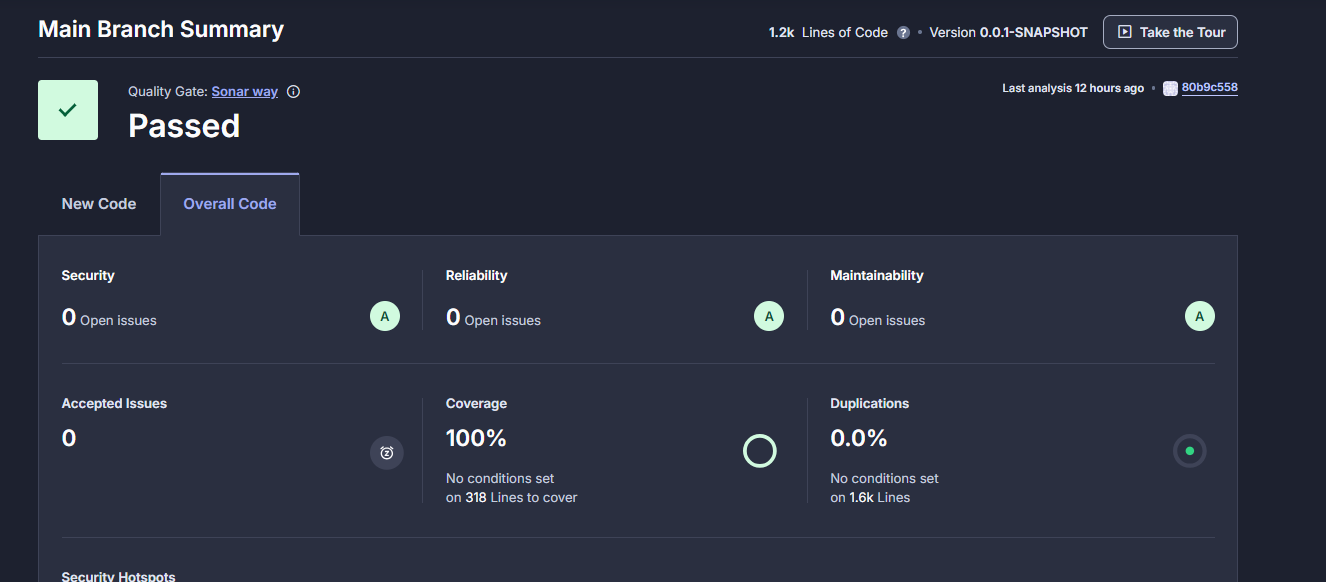 Main Branch Summary
1.2k Lines of Code ? • Version 0.0.1-SNAPSHOT Take the Tour
Quality Gate: Sonar way
Last analysis 12 hours ago • 80b9c558
Passed
New Code Overall Code
Security Reliability Maintainability
0 Open issues A 0 Open issues A 0 Open issues A
Accepted Issues Coverage Duplications
0 100% 0.0%
No conditions set No conditions set
on 318 Lines to cover on 1.6k Lines
Security Hotspots